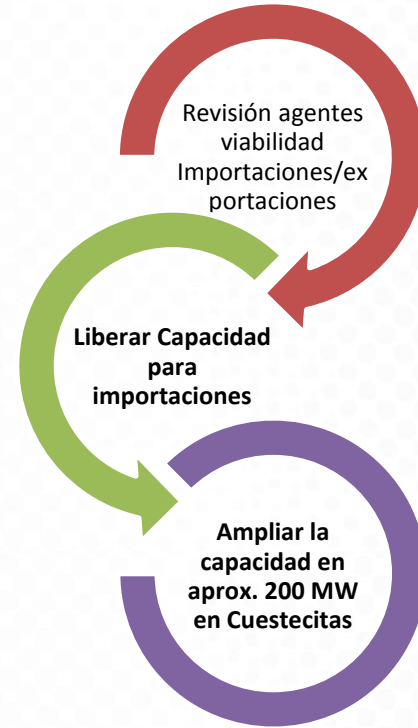 Revisión agentes
viabilidad
Importaciones/ex
portaciones
Liberar Capacidad
para
importaciones
Ampliar la
capacidad en
aprox. 200 MW
en Cuestecitas